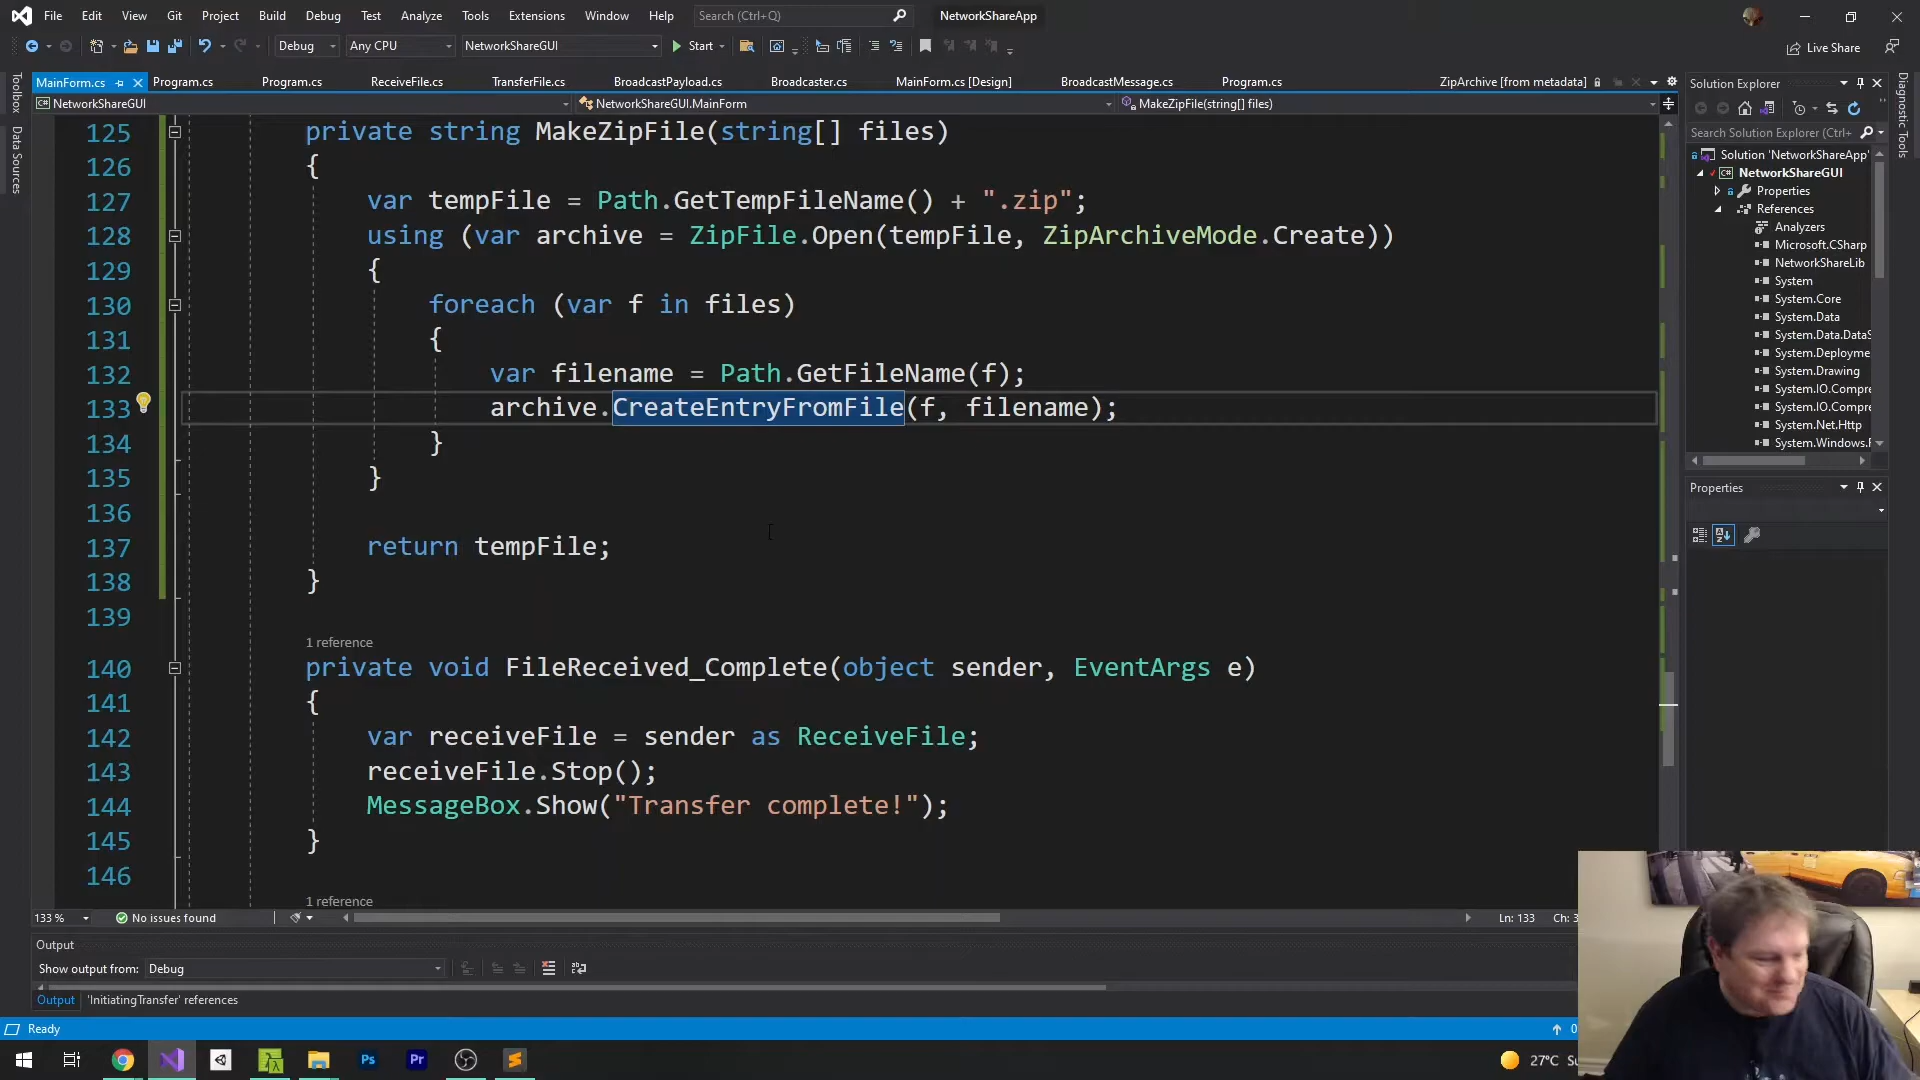 File Edit View Git Project Build Debug Test Analyze Tools Extensions Window Help Search (Ctrl+Q) NetworkShareApp
Debug Any CPU NetworkShareGUI Start Live Share
MainForm.cs Program.cs Program.cs ReceiveFile.cs TransferFile.cs BroadcastPayload.cs Broadcaster.cs MainForm.cs [Design] BroadcastMessage.cs Program.cs ZipArchive [from metadata]
NetworkShareGUI NetworkShareGUI.MainForm MakeZipFile(string[] files)
Toolbox
Data Sources
125 private string MakeZipFile(string[] files)
126 {
127 var tempFile = Path.GetTempFileName() + ".zip";
128 using (var archive = ZipFile.Open(tempFile, ZipArchiveMode.Create))
129 {
130 foreach (var f in files)
131 {
132 var filename = Path.GetFileName(f);
133 archive.CreateEntryFromFile(f, filename);
134 }
135 }
136
137 return tempFile;
138 }
139
1 reference
140 private void FileReceived_Complete(object sender, EventArgs e)
141 {
142 var receiveFile = sender as ReceiveFile;
143 receiveFile.Stop();
144 MessageBox.Show("Transfer complete!");
145 }
146
1 reference
133 % No issues found Ln: 133 Ch: 3
Output
Show output from: Debug
Output 'InitiatingTransfer' references
Ready
0
Solution Explorer
Search Solution Explorer (Ctrl+
Solution 'NetworkShareApp'
NetworkShareGUI
Properties
References
Analyzers
Microsoft.CSharp
NetworkShareLib
System
System.Core
System.Data
System.Data.DataS
System.Deployme
System.Drawing
System.IO.Compre
System.IO.Compre
System.Net.Http
System.Windows.F
Properties
Diagnostic Tools
Ps Pr 27°C Su